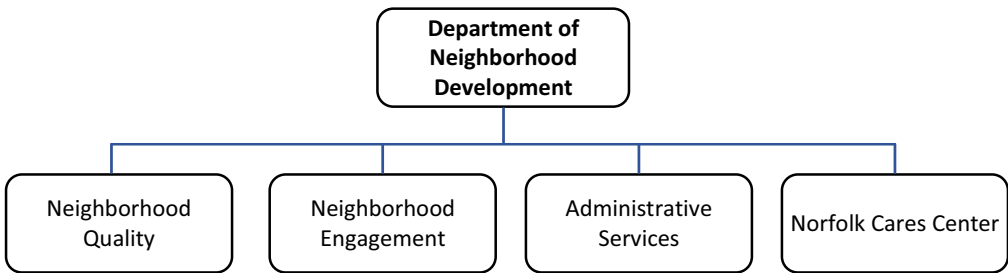 Department of
Neighborhood
Development
Neighborhood
Quality
Neighborhood
Engagement
Administrative
Services
Norfolk Cares Center